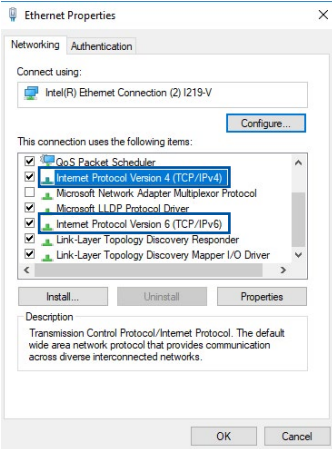 Ethernet Properties
Networking
Authentication
Connect using:
Intel(R) Ethernet Connection (2) I219-V
Configure...
This connection uses the following items:
QoS Packet Scheduler
Internet Protocol Version 4 (TCP/IPv4)
Microsoft Network Adapter Multiplexor Protocol
Microsoft LLDP Protocol Driver
Internet Protocol Version 6 (TCP/IPv6)
Link-Layer Topology Discovery Responder
Link-Layer Topology Discovery Mapper I/O Driver
Install...
Uninstall
Properties
Description
Transmission Control Protocol/Internet Protocol. The default
wide area network protocol that provides communication
across diverse interconnected networks.
OK
Cancel